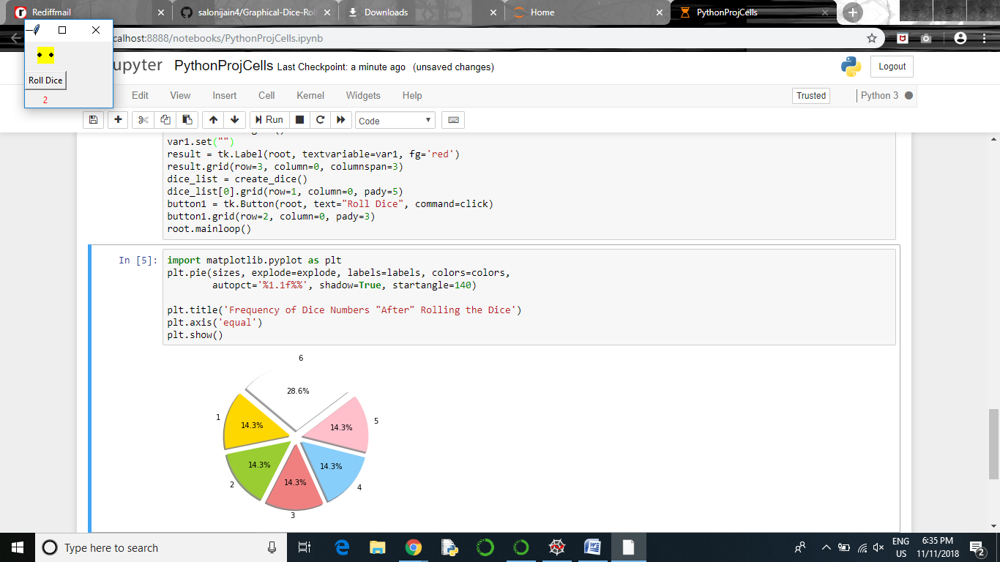 Rediffmail
salonijain4/Graphical-Dice-Roll
Downloads
Home
PythonProjCells
calhost:8888/notebooks/PythonProjCells.ipynb
Roll Dice
2
upyter PythonProjCells Last Checkpoint: a minute ago (unsaved changes)
Logout
Edit View Insert Cell Kernel Widgets Help
Trusted
Python 3
Run
Code
var1.set("")
result = tk.Label(root, textvariable=var1, fg='red')
result.grid(row=3, column=0, columnspan=3)
dice_list = create_dice()
dice_list[0].grid(row=1, column=0, pady=5)
button1 = tk.Button(root, text="Roll Dice", command=click)
button1.grid(row=2, column=0, pady=3)
root.mainloop()
In [5]:
import matplotlib.pyplot as plt
plt.pie(sizes, explode=explode, labels=labels, colors=colors,
autopct='%1.1f%%', shadow=True, startangle=140)
plt.title('Frequency of Dice Numbers "After" Rolling the Dice')
plt.axis('equal')
plt.show()
6
28.6%
1
14.3%
14.3%
5
14.3%
14.3%
2
14.3%
4
3
Type here to search
ENG
US
6:35 PM
11/11/2018
2